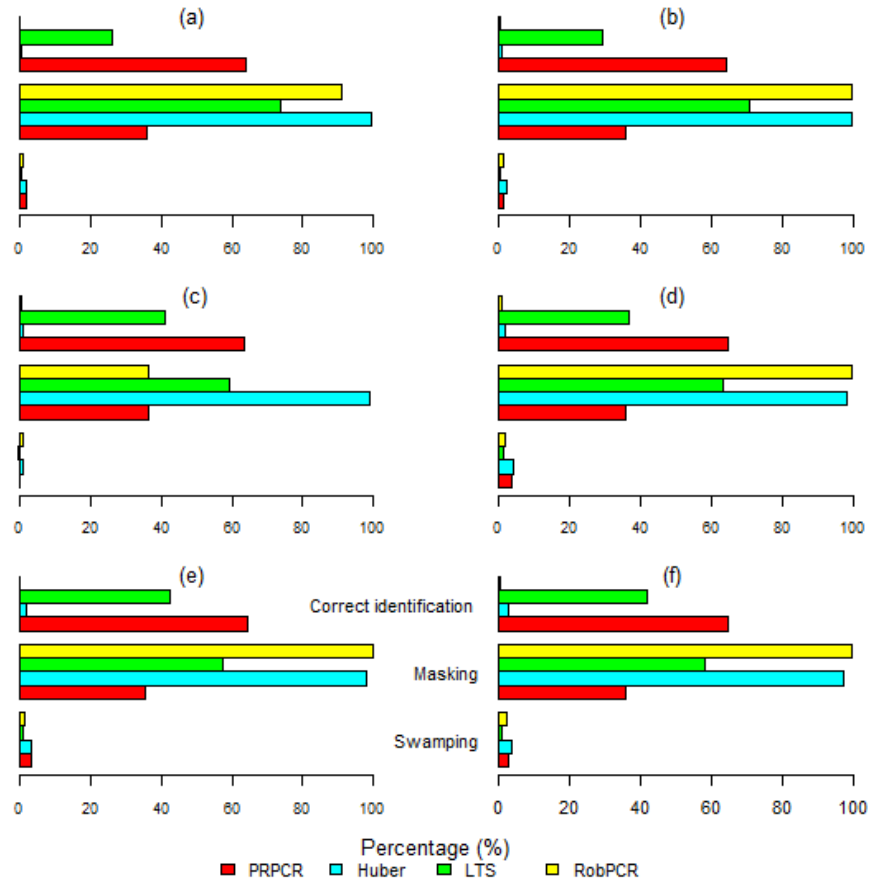 (a)
(b)
0 20 40 60 80 100
0 20 40 60 80 100
(c)
(d)
0 20 40 60 80 100
0 20 40 60 80 100
(e)
(f)
Correct identification
Masking
Swamping
0 20 40 60 80 100
0 20 40 60 80 100
Percentage (%)
PRPCR Huber LTS RobPCR